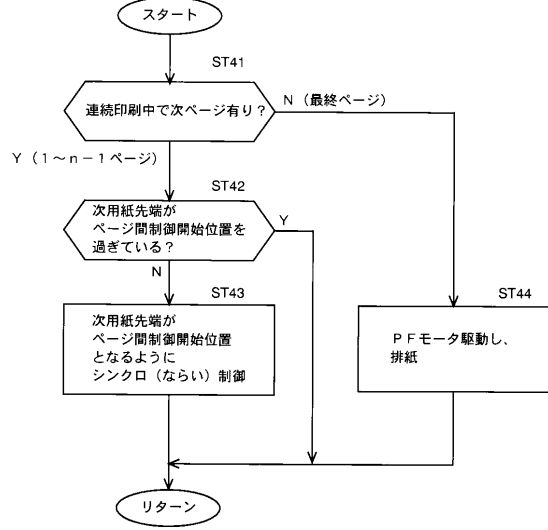 スタート
ST41
連続印刷中で次ページ有り？
N（最終ページ）
Y（1～n－1ページ）
ST42
次用紙先端が
ページ間制御開始位置を
過ぎている？
Y
N
ST43
次用紙先端が
ページ間制御開始位置
となるように
シンクロ（ならい）制御
ST44
ＰＦモータ駆動し、
排紙
リターン